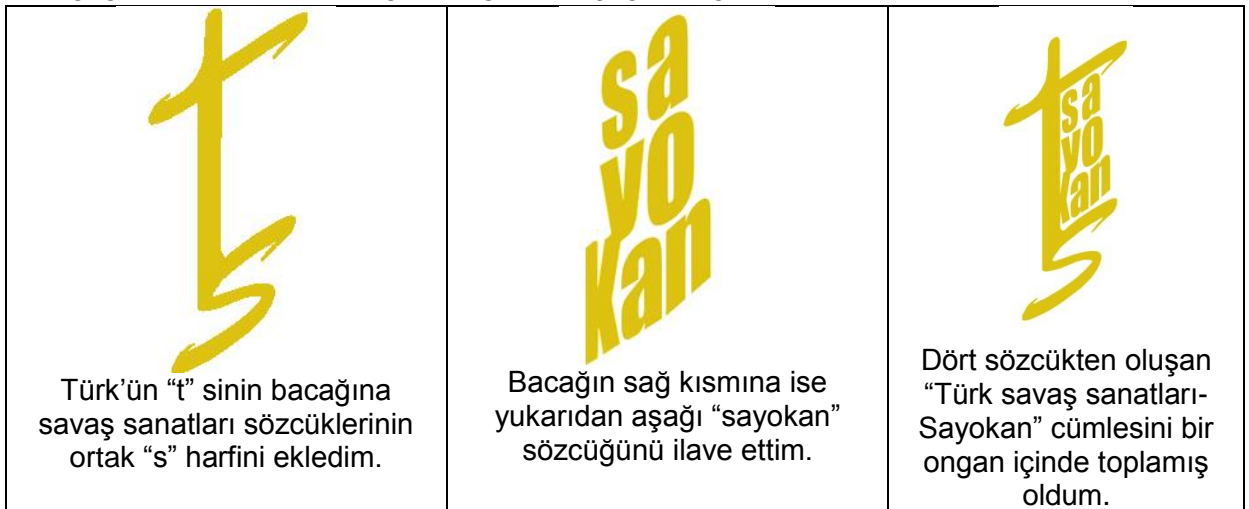 t
s
Türk’ün “t” sinin bacağına
savaş sanatları sözcüklerinin
ortak “s” harfini ekledim.
sa
yo
kan
Bacağın sağ kısmına ise
yukarıdan aşağı “sayokan”
sözcüğünü ilave ettim.
t
sa
yo
kan
s
Dört sözcükten oluşan
“Türk savaş sanatları-
Sayokan” cümlesini bir
ongan içinde toplamış
oldum.